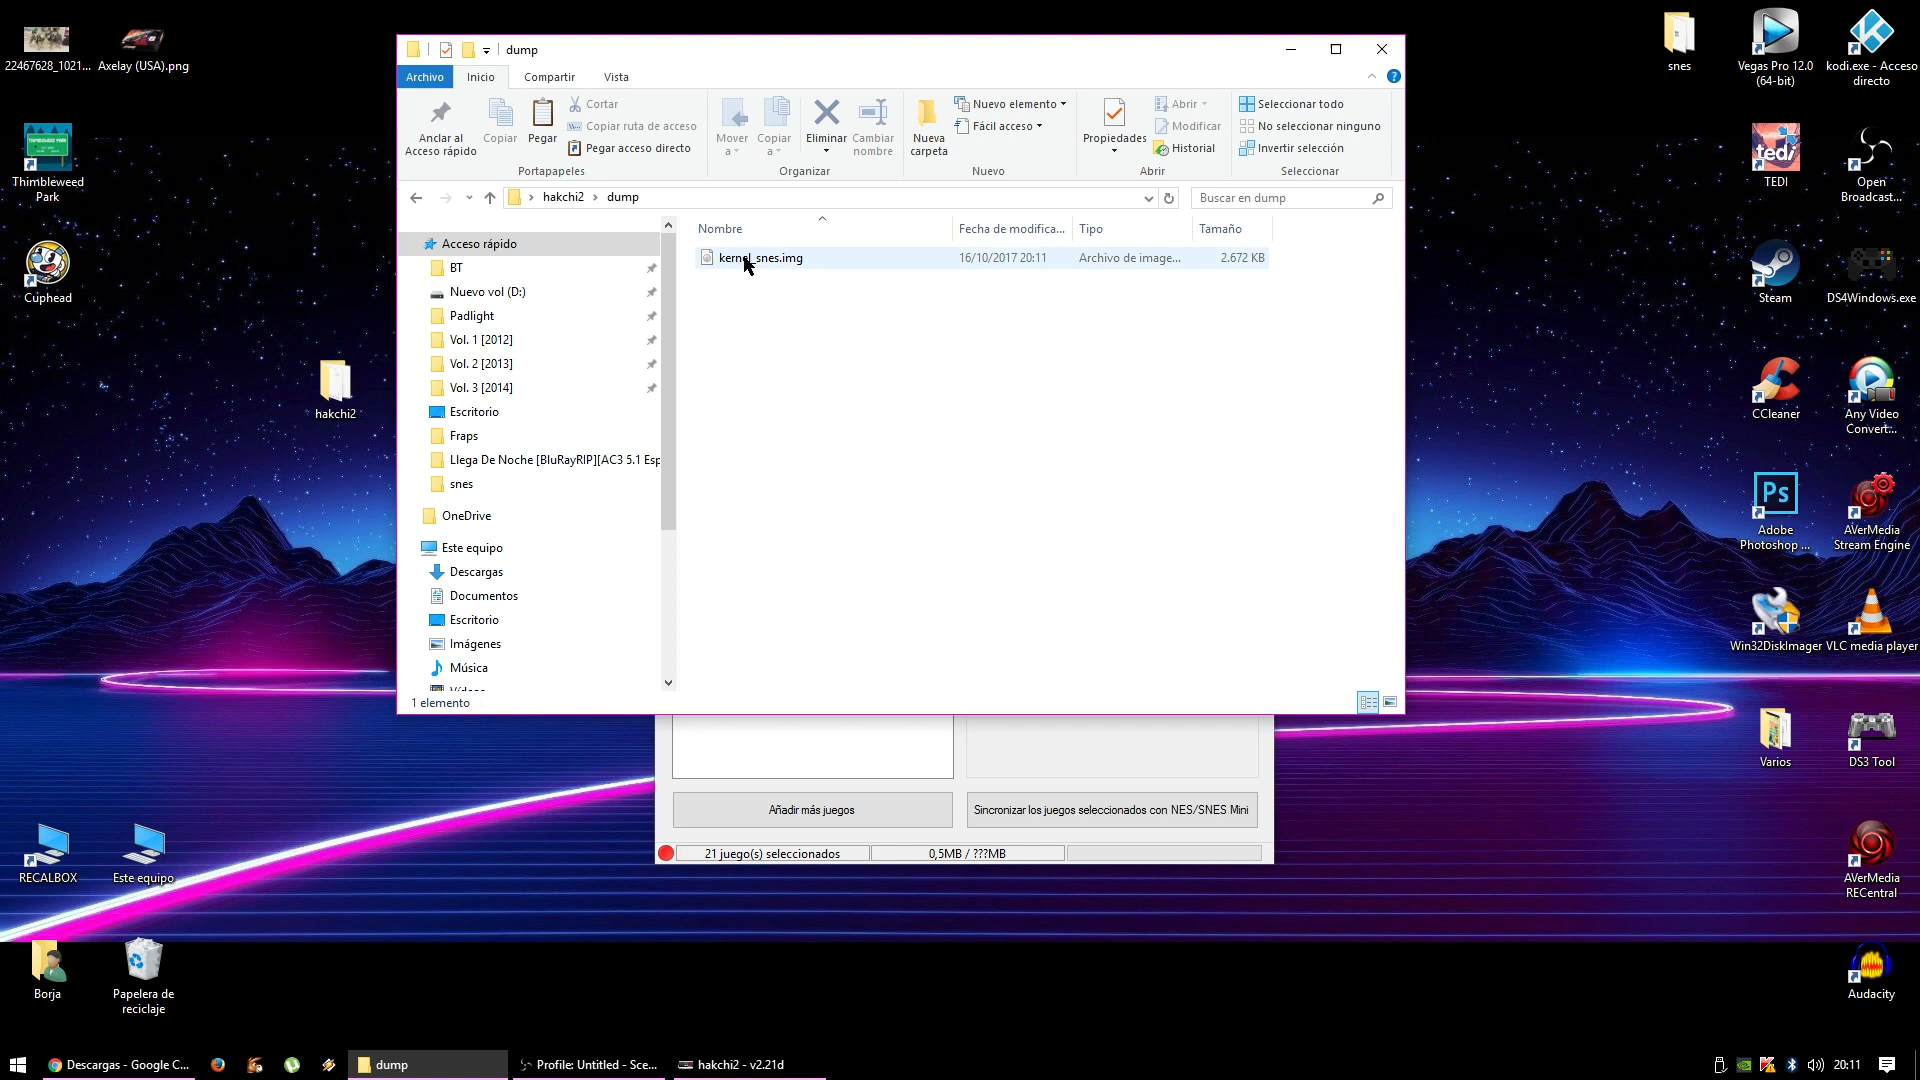 22467628_1021...
Axelay (USA).png
Thimbleweed
Park
Cuphead
hakchi2
RECALBOX
Este equipo
Borja
Papelera de
reciclaje
dump
Archivo
Inicio
Compartir
Vista
Anclar al
Acceso rápido
Copiar
Pegar
Cortar
Copiar ruta de acceso
Pegar acceso directo
Portapapeles
Mover
a
Copiar
a
Eliminar
Cambiar
nombre
Organizar
Nueva
carpeta
Nuevo elemento
Fácil acceso
Nuevo
Propiedades
Abrir
Modificar
Historial
Abrir
Seleccionar todo
No seleccionar ninguno
Invertir selección
Seleccionar
hakchi2
dump
Buscar en dump
Nombre
Fecha de modifica...
Tipo
Tamaño
kernel_snes.img
16/10/2017 20:11
Archivo de image...
2.672 KB
Acceso rápido
BT
Nuevo vol (D:)
Padlight
Vol. 1 [2012]
Vol. 2 [2013]
Vol. 3 [2014]
Escritorio
Fraps
Llega De Noche [BluRayRIP][AC3 5.1 Esp
snes
OneDrive
Este equipo
Descargas
Documentos
Escritorio
Imágenes
Música
1 elemento
Añadir más juegos
Sincronizar los juegos seleccionados con NES/SNES Mini
21 juego(s) seleccionados
0,5MB / ???MB
snes
Vegas Pro 12.0
(64-bit)
kodi.exe - Acceso
directo
tedi
TEDI
Open
Broadcast...
Steam
DS4Windows.exe
CCleaner
Any Video
Convert...
Ps
Adobe
Photoshop ...
AVerMedia
Stream Engine
Win32DiskImager
VLC media player
Varios
DS3 Tool
AVerMedia
RECentral
Audacity
Descargas - Google C...
dump
Profile: Untitled - Sce...
hakchi2 - v2.21d
20:11